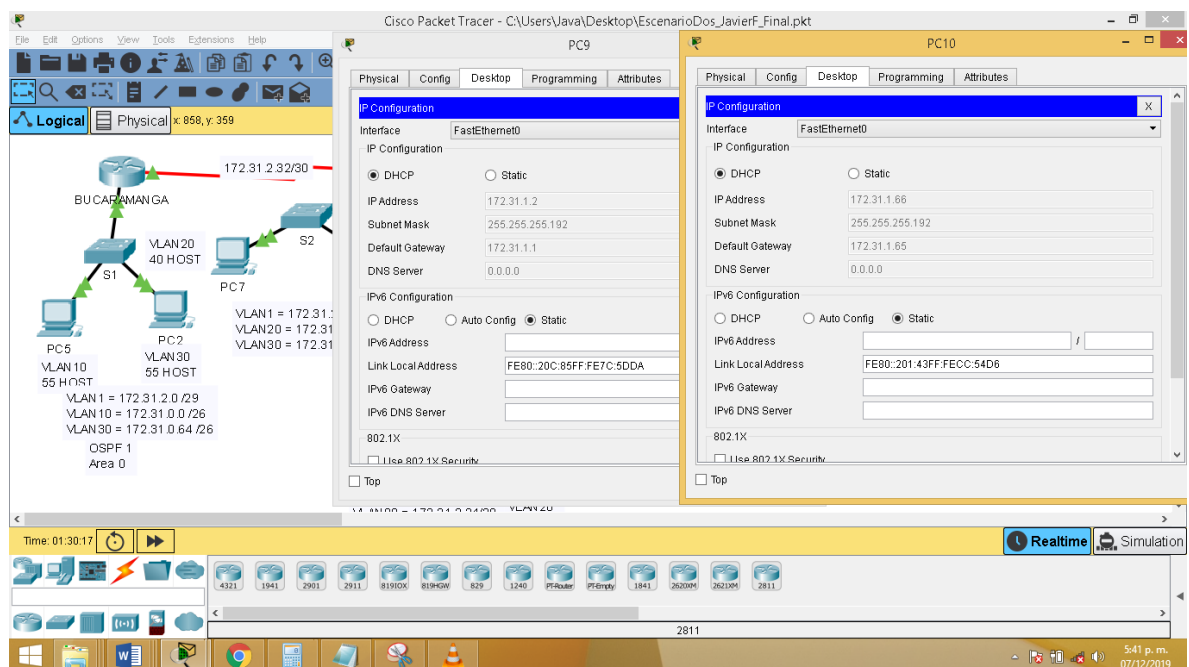 Cisco Packet Tracer - C:\Users\Java\Desktop\EscenarioDos_JavierF_Final.pkt
File Edit Options View Tools Extensions Help
Logical Physical x: 858, y: 359
172.31.2.32/30
BUCARAMANGA
VLAN 20
40 HOST
S1
S2
PC7
PC5
VLAN 10
55 HOST
PC2
VLAN 30
55 HOST
VLAN 1 = 172.31.
VLAN20 = 172.31
VLAN30 = 172.31
VLAN 1 = 172.31.2.0 /29
VLAN 10 = 172.31.0.0 /26
VLAN 30 = 172.31.0.64 /26
OSPF 1
Area 0
PC9
Physical Config Desktop Programming Attributes
IP Configuration
Interface FastEthernet0
IP Configuration
DHCP Static
IP Address 172.31.1.2
Subnet Mask 255.255.255.192
Default Gateway 172.31.1.1
DNS Server 0.0.0.0
IPv6 Configuration
DHCP Auto Config Static
IPv6 Address
Link Local Address FE80::20C:85FF:FE7C:5DDA
IPv6 Gateway
IPv6 DNS Server
802.1X
Use 802.1X Security
Top
PC10
Physical Config Desktop Programming Attributes
IP Configuration X
Interface FastEthernet0
IP Configuration
DHCP Static
IP Address 172.31.1.66
Subnet Mask 255.255.255.192
Default Gateway 172.31.1.65
DNS Server 0.0.0.0
IPv6 Configuration
DHCP Auto Config Static
IPv6 Address /
Link Local Address FE80::201:43FF:FECC:54D6
IPv6 Gateway
IPv6 DNS Server
802.1X
Use 802.1X Security
Top
Time: 01:30:17
Realtime Simulation
4321 1941 2901 2911 819IOX 819HGW 829 1240 PT-Router PT-Empty 1841 2620XM 2621XM 2811
2811
5:41 p. m.
07/12/2019